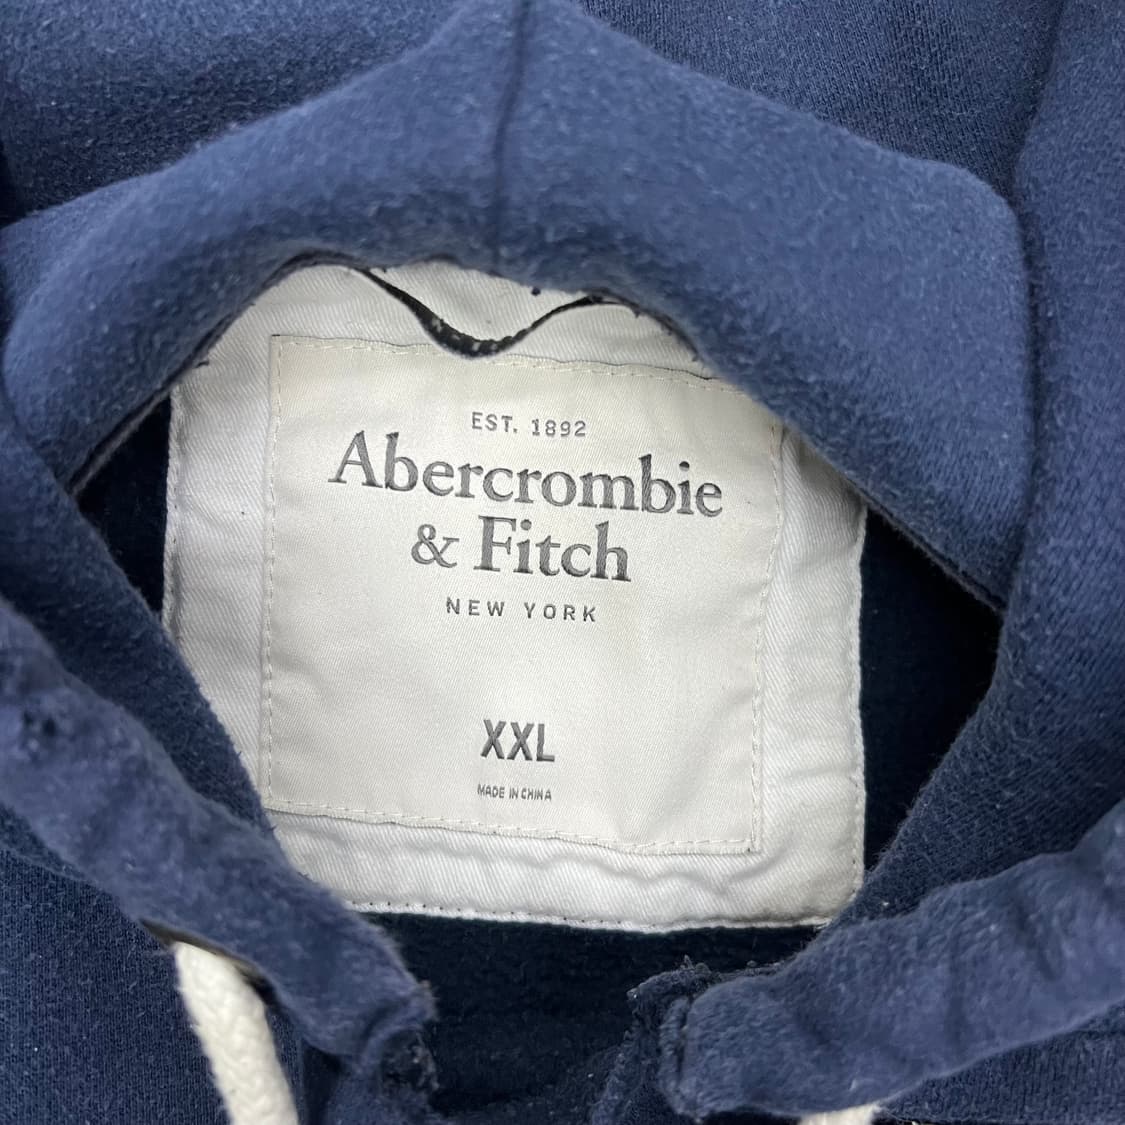 EST. 1892
Abercrombie
& Fitch
NEW YORK
XXL
MADE IN CHINA